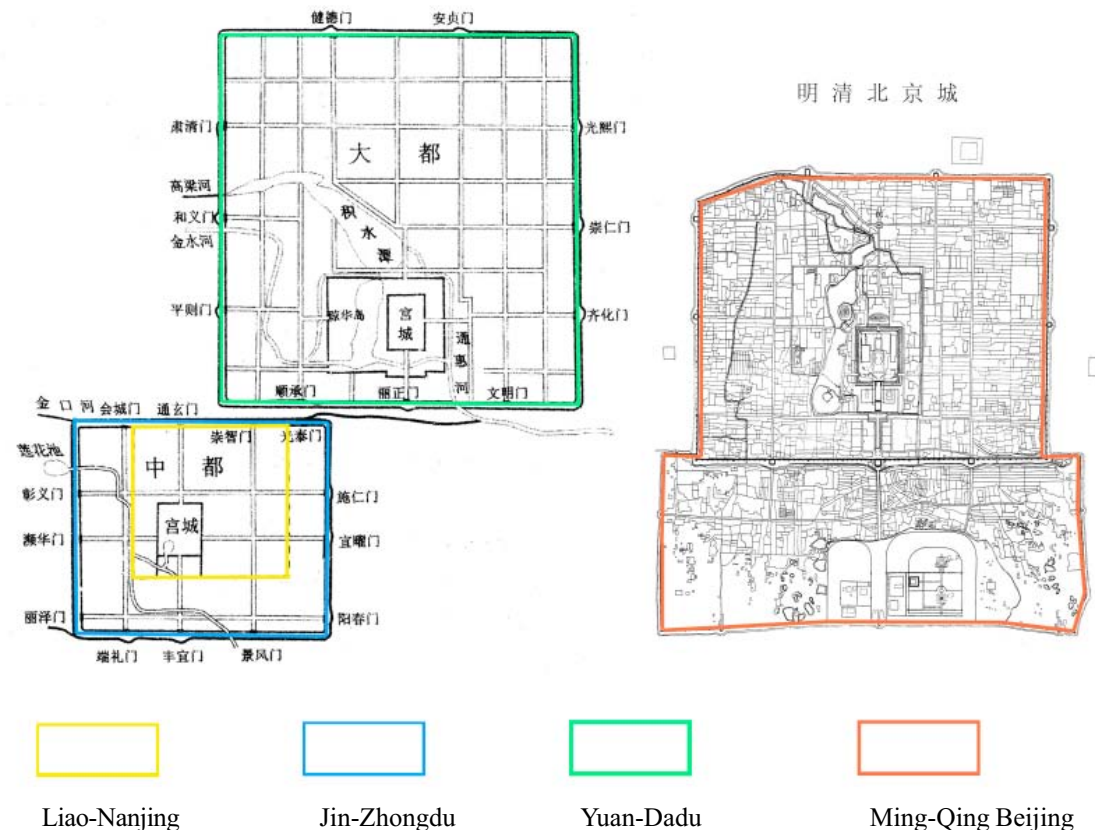 健德门
安贞门
明清北京城
肃清门
光熙门
大都
高梁河
和义门
积水潭
崇仁门
金水河
平则门
琼华岛
宫城
齐化门
通惠河
顺承门
丽正门
文明门
金口河
会城门
通玄门
崇智门
光泰门
莲花池
中都
彰义门
施仁门
宫城
灏华门
宜曜门
丽泽门
阳春门
端礼门
丰宜门
景风门
Liao-Nanjing
Jin-Zhongdu
Yuan-Dadu
Ming-Qing Beijing